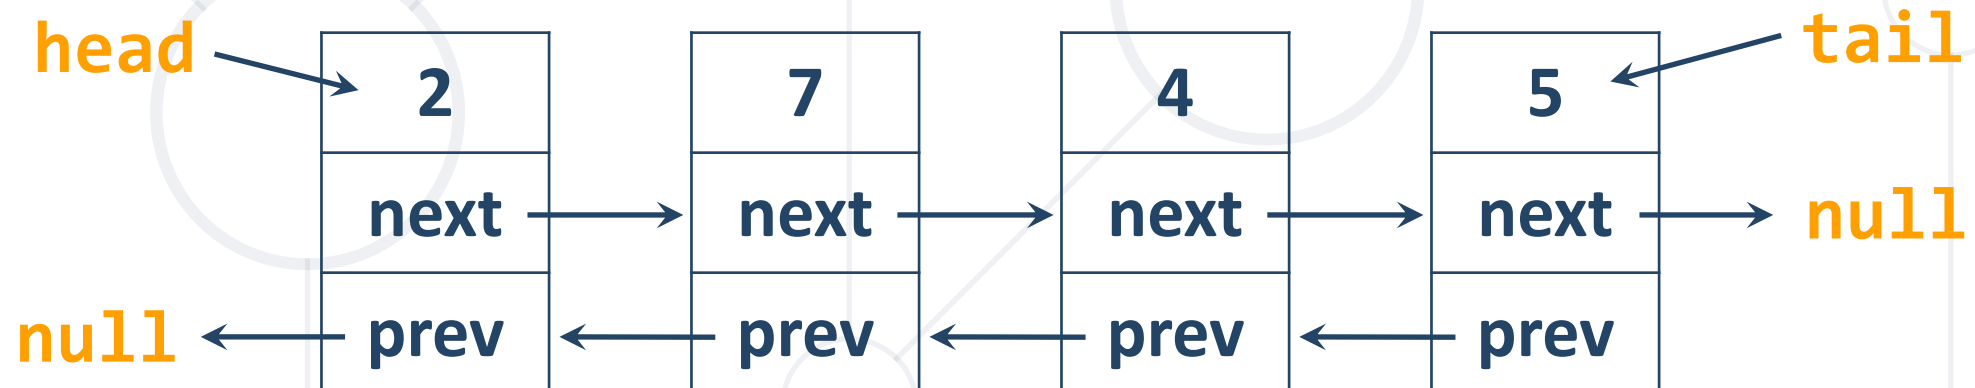 head 2 7 4 5 tail
next next next next null
null prev prev prev prev